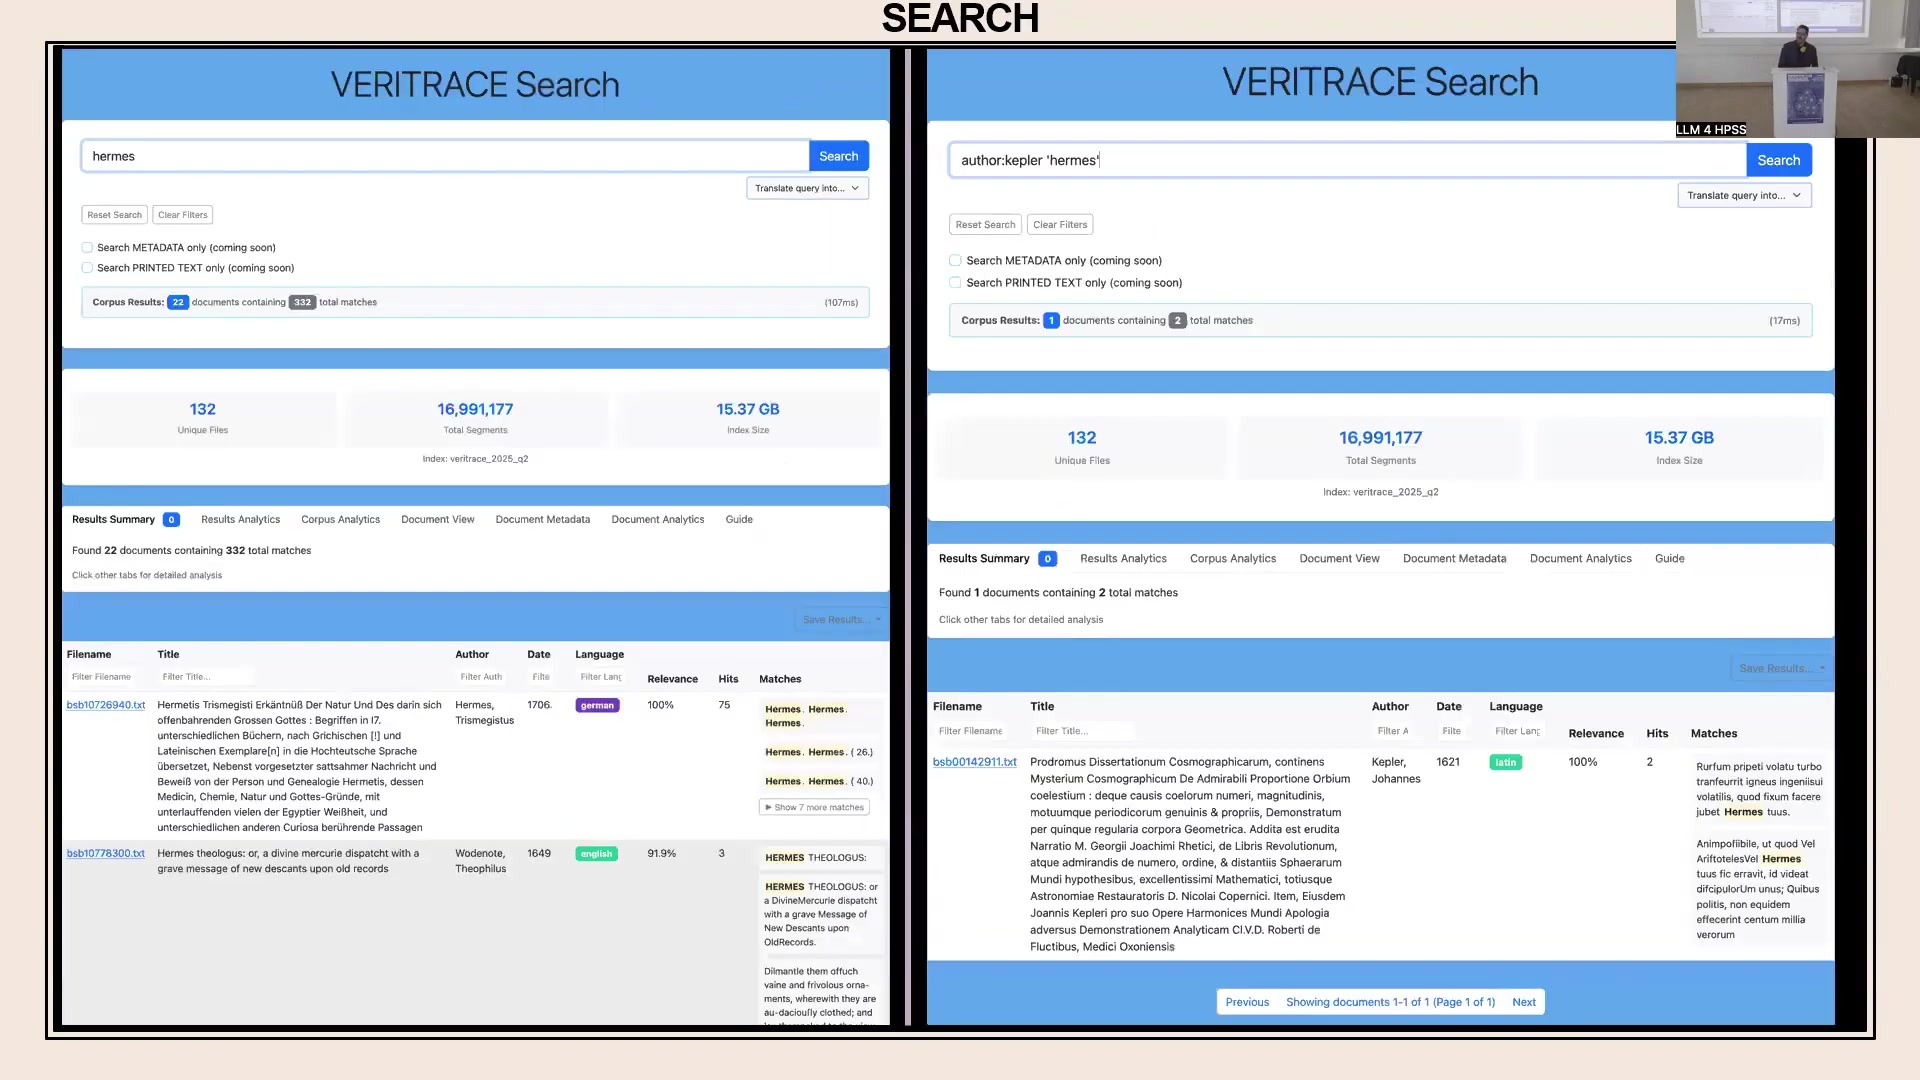 SEARCH
VERITRACE Search
hermes
Search
Translate query into...
Reset Search
Clear Filters
Search METADATA only (coming soon)
Search PRINTED TEXT only (coming soon)
Corpus Results: 22 documents containing 332 total matches
(107ms)
132
Unique Files
16,991,177
Total Segments
15.37 GB
Index Size
Index: veritrace_2025_q2
Results Summary 0 Results Analytics Corpus Analytics Document View Document Metadata Document Analytics Guide
Found 22 documents containing 332 total matches
Click other tabs for detailed analysis
Save Results...
Filename Title Author Date Language Relevance Hits Matches
Filter Filename Filter Title... Filter Auth Filte Filter Lang
bsb10726940.txt
Hermetis Trismegisti Erkäntnüß Der Natur Und Des darin sich
offenbahrenden Grossen Gottes : Begriffen in I7.
unterschiedlichen Büchern, nach Grichischen [!] und
Lateinischen Exemplare[n] in die Hochteutsche Sprache
übersetzet, Nebenst vorgesetzter sattsahmer Nachricht und
Beweiß von der Person und Genealogie Hermetis, dessen
Medicin, Chemie, Natur und Gottes-Gründe, mit
unterlauffenden vielen der Egyptier Weißheit, und
unterschiedlichen anderen Curiosa berührende Passagen
Hermes,
Trismegistus
1706.
german
100%
75
Hermes. Hermes.
Hermes.
Hermes. Hermes. ( 26.)
Hermes. Hermes. ( 40.)
Show 7 more matches
bsb10778300.txt
Hermes theologus: or, a divine mercurie dispatcht with a
grave message of new descants upon old records
Wodenote,
Theophilus
1649
english
91.9%
3
HERMES THEOLOGUS:
HERMES THEOLOGUS: or
a DivineMercurie dispatcht
with a grave Message of
New Descants upon
OldRecords.
Dilmantle them offuch
vaine and frivolous orna-
ments, wherewith they are
au-daciouſly clothed; and
VERITRACE Search
author:kepler 'hermes'
Search
Translate query into...
Reset Search
Clear Filters
Search METADATA only (coming soon)
Search PRINTED TEXT only (coming soon)
Corpus Results: 1 documents containing 2 total matches
(17ms)
132
Unique Files
16,991,177
Total Segments
15.37 GB
Index Size
Index: veritrace_2025_q2
Results Summary 0 Results Analytics Corpus Analytics Document View Document Metadata Document Analytics Guide
Found 1 documents containing 2 total matches
Click other tabs for detailed analysis
Save Results...
Filename Title Author Date Language Relevance Hits Matches
Filter Filename Filter Title... Filter A Filte Filter Lang
bsb00142911.txt
Prodromus Dissertationum Cosmographicarum, continens
Mysterium Cosmographicum De Admirabili Proportione Orbium
coelestium : deque causis coelorum numeri, magnitudinis,
motuumque periodicorum genuinis & propriis, Demonstratum
per quinque regularia corpora Geometrica. Addita est erudita
Narratio M. Georgii Joachimi Rhetici, de Libris Revolutionum,
atque admirandis de numero, ordine, & distantiis Sphaerarum
Mundi hypothesibus, excellentissimi Mathematici, totiusque
Astronomiae Restauratoris D. Nicolai Copernici. Item, Eiusdem
Joannis Kepleri pro suo Opere Harmonices Mundi Apologia
adversus Demonstrationem Analyticam Cl.V.D. Roberti de
Fluctibus, Medici Oxoniensis
Kepler,
Johannes
1621
latin
100%
2
Rurfum pripeti volatu turbo
tranfeurrit igneus ingeniisui
volatilis, quod fixum facere
jubet Hermes tuus.
Animpoſſibile, ut quod Vel
AriftotelesVel Hermes
tuus fic erravit, id videat
difcipulorUm unus; Quibus
politis, non equidem
effecerint centum millia
verorum
Previous Showing documents 1-1 of 1 (Page 1 of 1) Next
LLM 4 HPSS